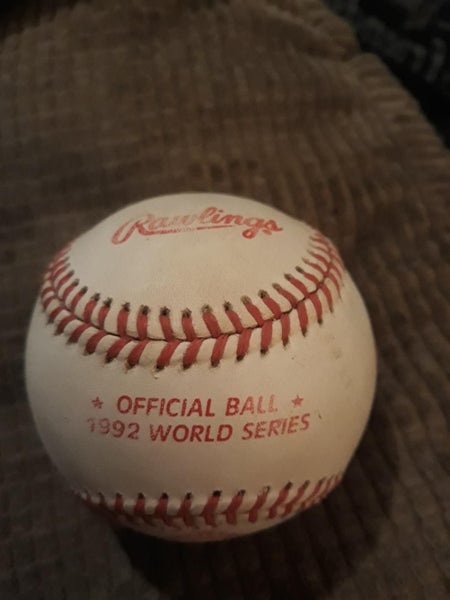 Rawlings
★ OFFICIAL BALL ★
1992 WORLD SERIES